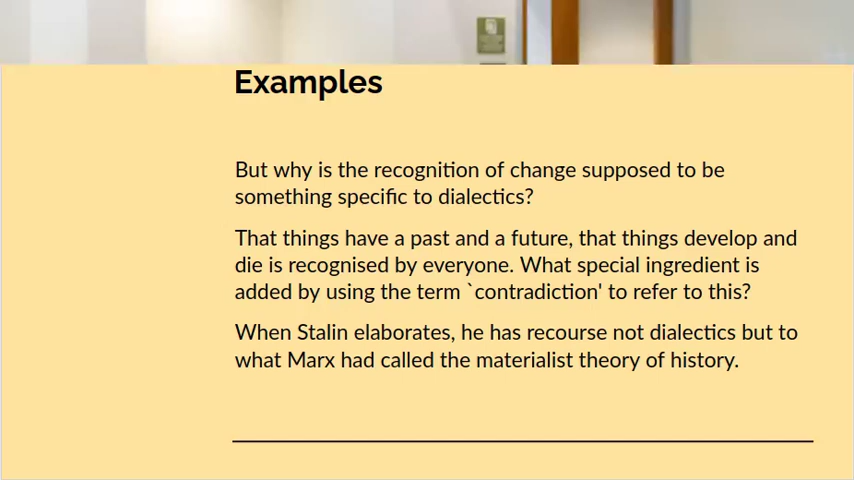 Examples
But why is the recognition of change supposed to be
something specific to dialectics?
That things have a past and a future, that things develop and
die is recognised by everyone. What special ingredient is
added by using the term `contradiction' to refer to this?
When Stalin elaborates, he has recourse not dialectics but to
what Marx had called the materialist theory of history.